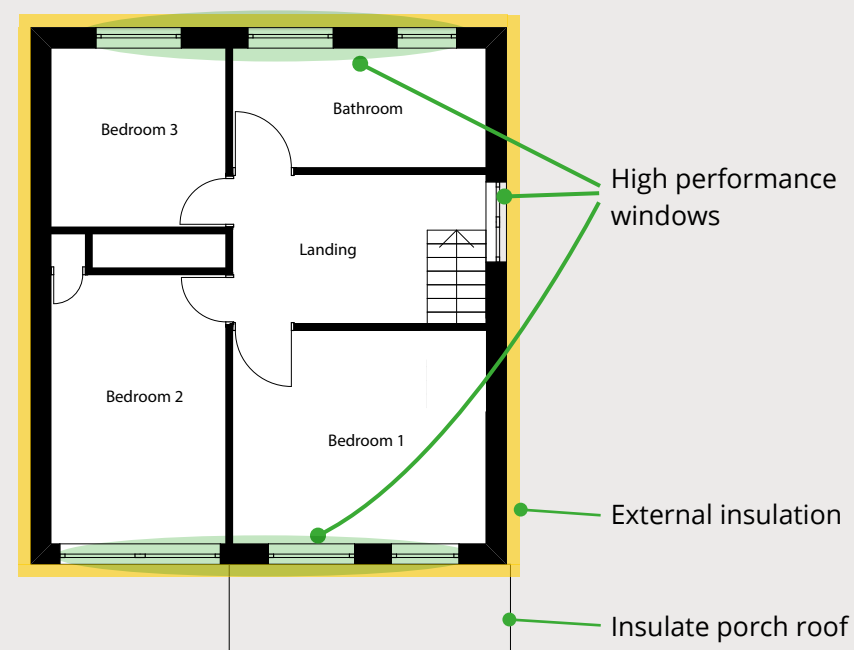 Bathroom
Bedroom 3
High performance
windows
Landing
Bedroom 2
Bedroom 1
External insulation
Insulate porch roof